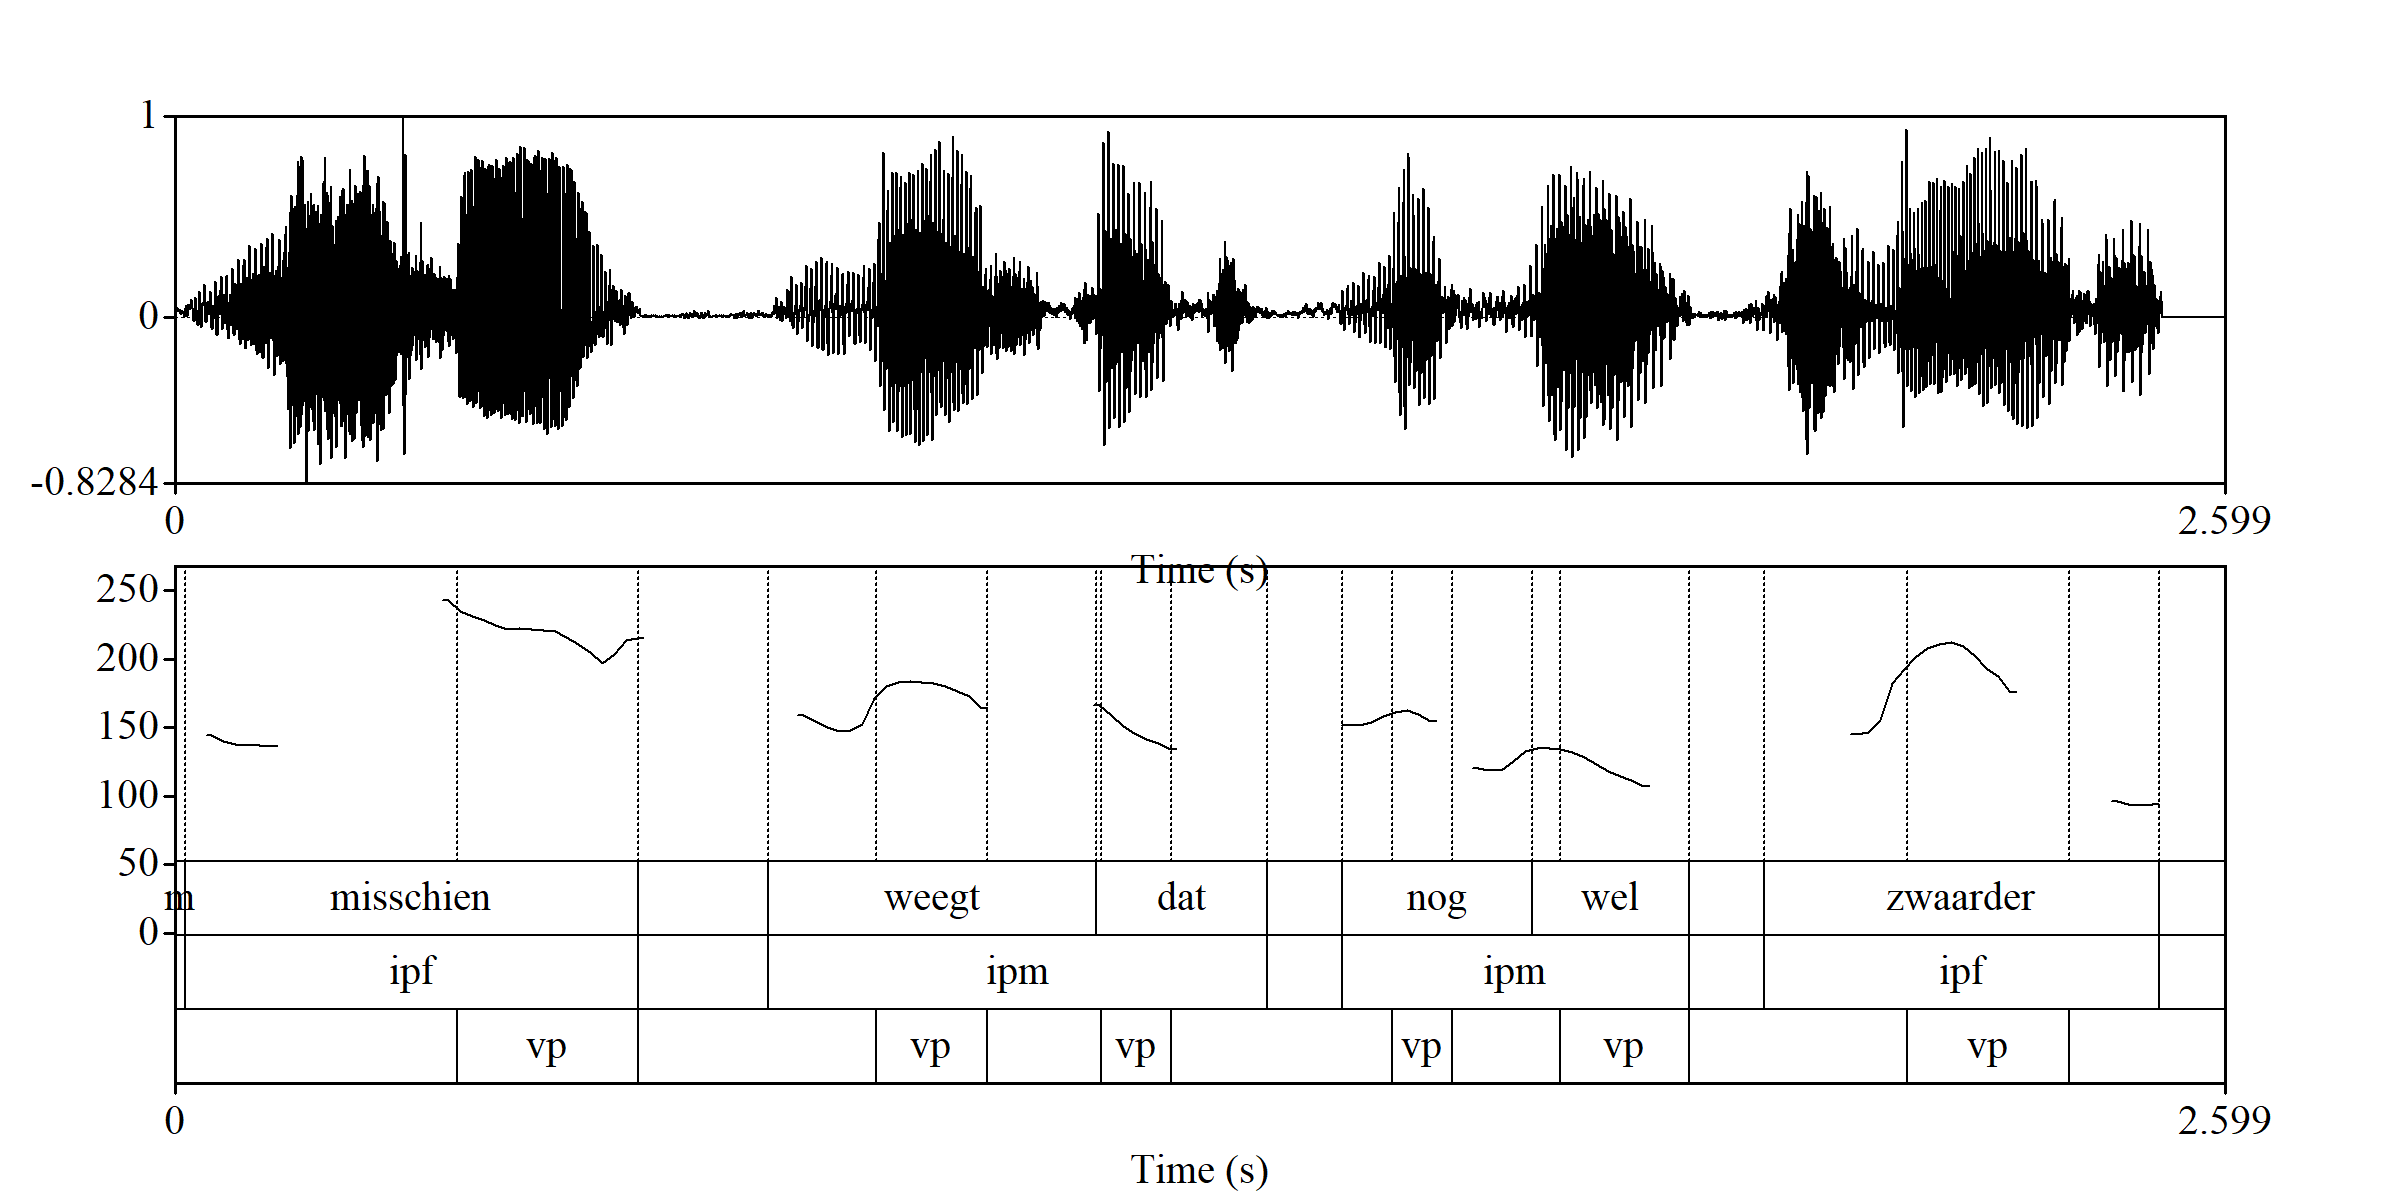 1
0
-0.8284
0 2.599
Time (s)
250
200
150
100
50
0
m misschien weegt dat nog wel zwaarder
ipf ipm ipm ipf
vp vp vp vp vp vp
0 2.599
Time (s)